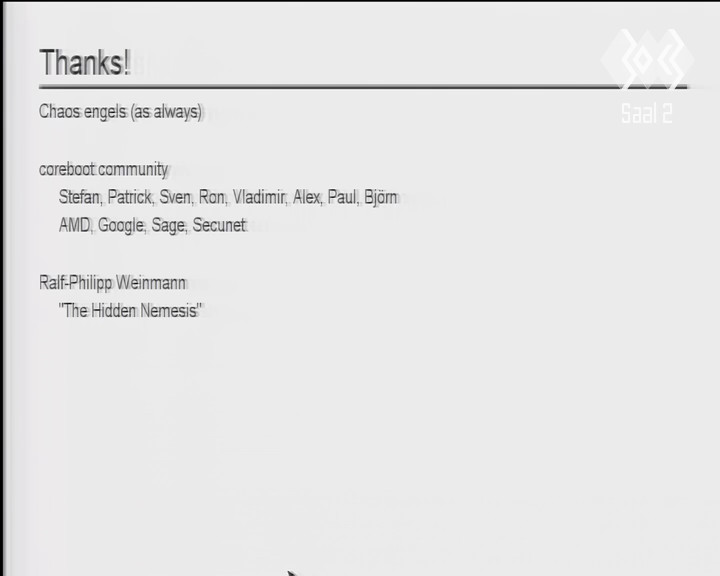 Thanks!
Saal 2
Chaos engels (as always)
coreboot community
Stefan, Patrick, Sven, Ron, Vladimir, Alex, Paul, Björn
AMD, Google, Sage, Secunet
Ralf-Philipp Weinmann
"The Hidden Nemesis"